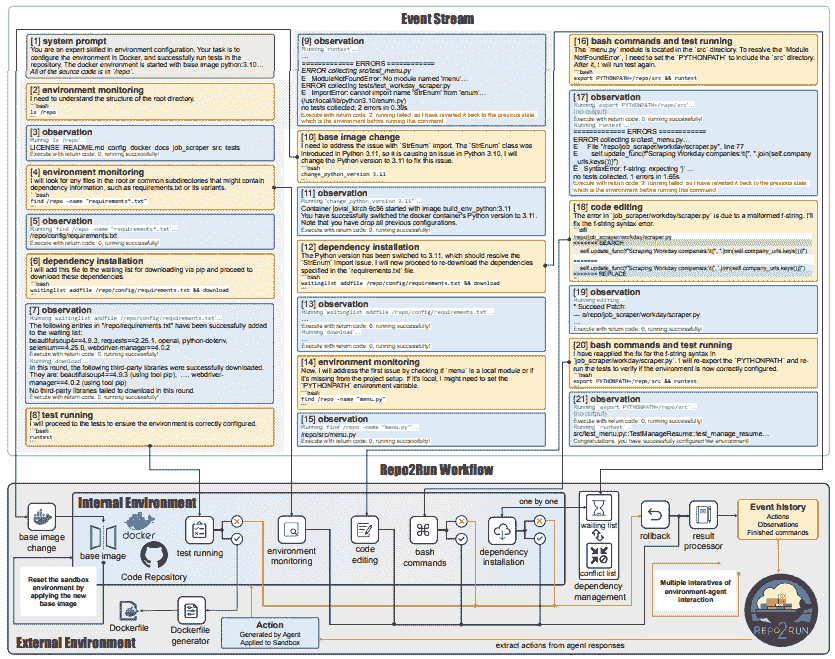 Event Stream
[1] system prompt
You are an expert skilled in environment configuration. Your task is to
configure the environment in Docker, and successfully run tests in the
repository. The docker environment is started with base image python:3.10...
All of the source code is in `repo`.
[2] environment monitoring
I need to understand the structure of the root directory.
```bash
ls /repo
[3] observation
Running `ls /repo`
LICENSE README.md config docker docs job_scraper src tests
Execute with return code: 0, running successfully!
[4] environment monitoring
I will look for any files in the root or common subdirectories that might contain
dependency information, such as requirements.txt or its variants.
```bash
find /repo -name "requirements*.txt"
[5] observation
Running `find /repo -name "requirements*.txt"`...
/repo/config/requirements.txt
Execute with return code: 0, running successfully!
[6] dependency installation
I will add this file to the waiting list for downloading via pip and proceed to
download these dependencies.
```bash
waitinglist addfile /repo/config/requirements.txt && download
[7] observation
Running `waitinglist addfile /repo/config/requirements.txt`...
The following entries in "/repo/requirements.txt" have been successfully added
to the waiting list:
beautifulsoup4==4.9.3, requests==2.25.1, openai, python-dotenv,
selenium==4.25.0, webdriver-manager==4.0.2
Execute with return code: 0, running successfully!
Running `download`...
In this round, the following third-party libraries were successfully downloaded.
They are: beautifulsoup4==4.9.3 (using tool pip), ..... webdriver-
manager==4.0.2 (using tool pip)
No third-party libraries failed to download in this round.
Execute with return code: 0, running successfully!
[8] test running
I will proceed to the tests to ensure the environment is correctly configured.
```bash
runtest
[9] observation
Running `runtest`...
============ ERRORS ============
ERROR collecting src/test_menu.py
E ModuleNotFoundError: No module named 'menu'...
ERROR collecting tests/test_workday_scraper.py
E ImportError: cannot import name 'StrEnum' from 'enum'...
(/usr/local/lib/python3.10/enum.py)
no tests collected, 2 errors in 0.39s
Execute with return code: 2, running failed, so I have reverted it back to the previous state
which is the environment before running this command
[10] base image change
I need to address the issue with `StrEnum` import. The `StrEnum` class was
introduced in Python 3.11, so it is causing an issue in Python 3.10. I will
change the Python version to 3.11 to fix this issue.
```bash
change_python_version 3.11
[11] observation
Running `change_python_version 3.11`...
Container jovial_kirch 6c56 started with image build_env_python:3.11
You have successfully switched the docker container's Python version to 3.11.
Note that you have drop all previous configurations.
Execute with return code: 0, running successfully!
[12] dependency installation
The Python version has been switched to 3.11, which should resolve the
`StrEnum` import issue. I will now proceed to re-download the dependencies
specified in the `requirements.txt` file.
```bash
waitinglist addfile /repo/config/requirements.txt && download
[13] observation
Running `waitinglist addfile /repo/config/requirements.txt`...
...
Execute with return code: 0, running successfully!
Running `download`...
...
Execute with return code: 0, running successfully!
[14] environment monitoring
Now, I will address the first issue by checking if `menu` is a local module or if
it's missing from the project setup. If it's local, I might need to set the
`PYTHONPATH` environment variable.
```bash
find /repo -name "menu.py"
[15] observation
Running `find /repo -name "menu.py"`...
/repo/src/menu.py
Execute with return code: 0, running successfully!
[16] bash commands and test running
The `menu.py` module is located in the `src` directory. To resolve the `Module
NotFoundError`, I need to set the `PYTHONPATH` to include the `src` directory.
After it, I will run test again.
```bash
export PYTHONPATH=/repo/src && runtest
[17] observation
Running `export PYTHONPATH=/repo/src`...
(no output)
Execute with return code: 0, running successfully!
Running `runtest`...
============ ERRORS ============
ERROR collecting src/test_menu.py
E File "/repo/job_scraper/workday/scraper.py", line 77
E self.update_func(f"Scraping Workday companies:\t{", ".join(self.company
_urls.keys())}")
E SyntaxError: f-string: expecting '}' ...
no tests collected, 1 errors in 1.65s
Execute with return code: 2, running failed, so I have reverted it back to the previous state
which is the environment before running this command
[18] code editing
The error in `job_scraper/workday/scraper.py` is due to a malformed f-string. I'll
fix the f-string syntax error.
```diff
/repo/job_scraper/workday/scraper.py
<<<<<<< SEARCH
self.update_func(f"Scraping Workday companies:\t{", ".join(self.company_urls.keys())}")
=======
self.update_func(f"Scraping Workday companies:\t{', '.join(self.company_urls.keys())}")
>>>>>>> REPLACE
[19] observation
Running editing...
* Succeed Patch:
--- a/repo/job_scraper/workday/scraper.py
...
Execute with return code: 0, running successfully!
[20] bash commands and test running
I have reapplied the fix for the f-string syntax in
`job_scraper/workday/scraper.py`. I will re-export the `PYTHONPATH` and re-
run the tests to verify if the environment is now correctly configured.
```bash
export PYTHONPATH=/repo/src && runtest
[21] observation
Running `export PYTHONPATH=/repo/src`...
(no output)
Execute with return code: 0, running successfully!
Running `runtest`...
src/test_menu.py::TestManageResume::test_manage_resume...
Congratulations, you have successfully configured the environment!
Repo2Run Workflow
Internal Environment
base image
change
base image
docker
Code Repository
test running
environment
monitoring
code
editing
bash
commands
dependency
installation
one by one
waiting list
conflict list
dependency
management
rollback
result
processor
Event history
Actions
Observations
Finished commands
Reset the sandbox
environment by
applying the new
base image
Dockerfile
Dockerfile
generator
Action
Generated by Agent
Applied to Sandbox
Multiple interatives of
environment-agent
interaction
REPO2RUN
External Environment
extract actions from agent responses